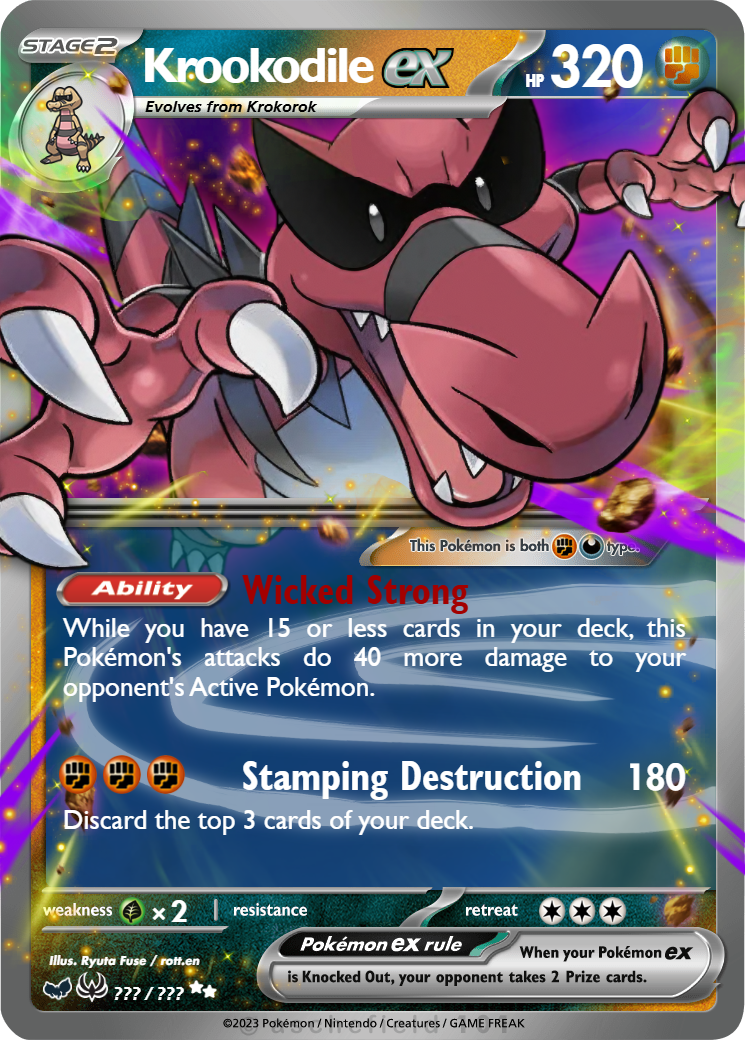 STAGE2
Krookodile ex HP 320
Evolves from Krokorok
This Pokémon is both type.
Ability Wicked Strong
While you have 15 or less cards in your deck, this
Pokémon's attacks do 40 more damage to your
opponent's Active Pokémon.
Stamping Destruction 180
Discard the top 3 cards of your deck.
weakness ×2 resistance retreat
Pokémon ex rule When your Pokémon ex
is Knocked Out, your opponent takes 2 Prize cards.
Illus. Ryuta Fuse / rott.en
??? / ???
©2023 Pokémon / Nintendo / Creatures / GAME FREAK